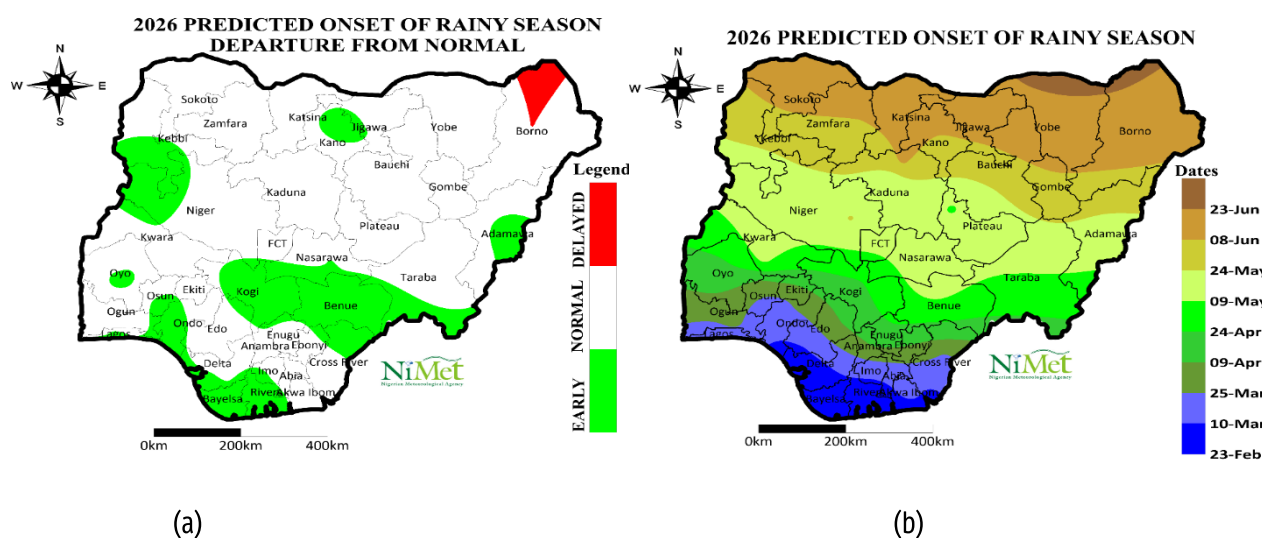 2026 PREDICTED ONSET OF RAINY SEASON
DEPARTURE FROM NORMAL
N
W
E
S
Sokoto
Katsina
Zamfara
Jigawa
Yobe
Borno
Kebbi
Kano
Bauchi
Gombe
Kaduna
Niger
Plateau
Adamawa
Kwara
FCT
Nasarawa
Taraba
Oyo
Ekiti
Kogi
Osun
Benue
Ogun
Ondo
Edo
Enugu
Lagos
Anambra
Ebonyi
Delta
Imo
Abia
Cross River
Bayelsa
Rivers
Akwa Ibom
NiMet
Nigerian Meteorological Agency
0km
200km
400km
Legend
DELAYED
NORMAL
EARLY
(a)
2026 PREDICTED ONSET OF RAINY SEASON
N
W
E
S
Sokoto
Katsina
Zamfara
Jigawa
Yobe
Borno
Kebbi
Kano
Bauchi
Gombe
Kaduna
Niger
Plateau
Adamawa
Kwara
FCT
Nasarawa
Taraba
Oyo
Ekiti
Kogi
Osun
Benue
Ogun
Ondo
Edo
Enugu
Lagos
Anambra
Ebonyi
Delta
Imo
Abia
Cross River
Bayelsa
Rivers
Akwa Ibom
NiMet
Nigerian Meteorological Agency
0km
200km
400km
Dates
23-Jun
08-Jun
24-May
09-May
24-Apr
09-Apr
25-Mar
10-Mar
23-Feb
(b)